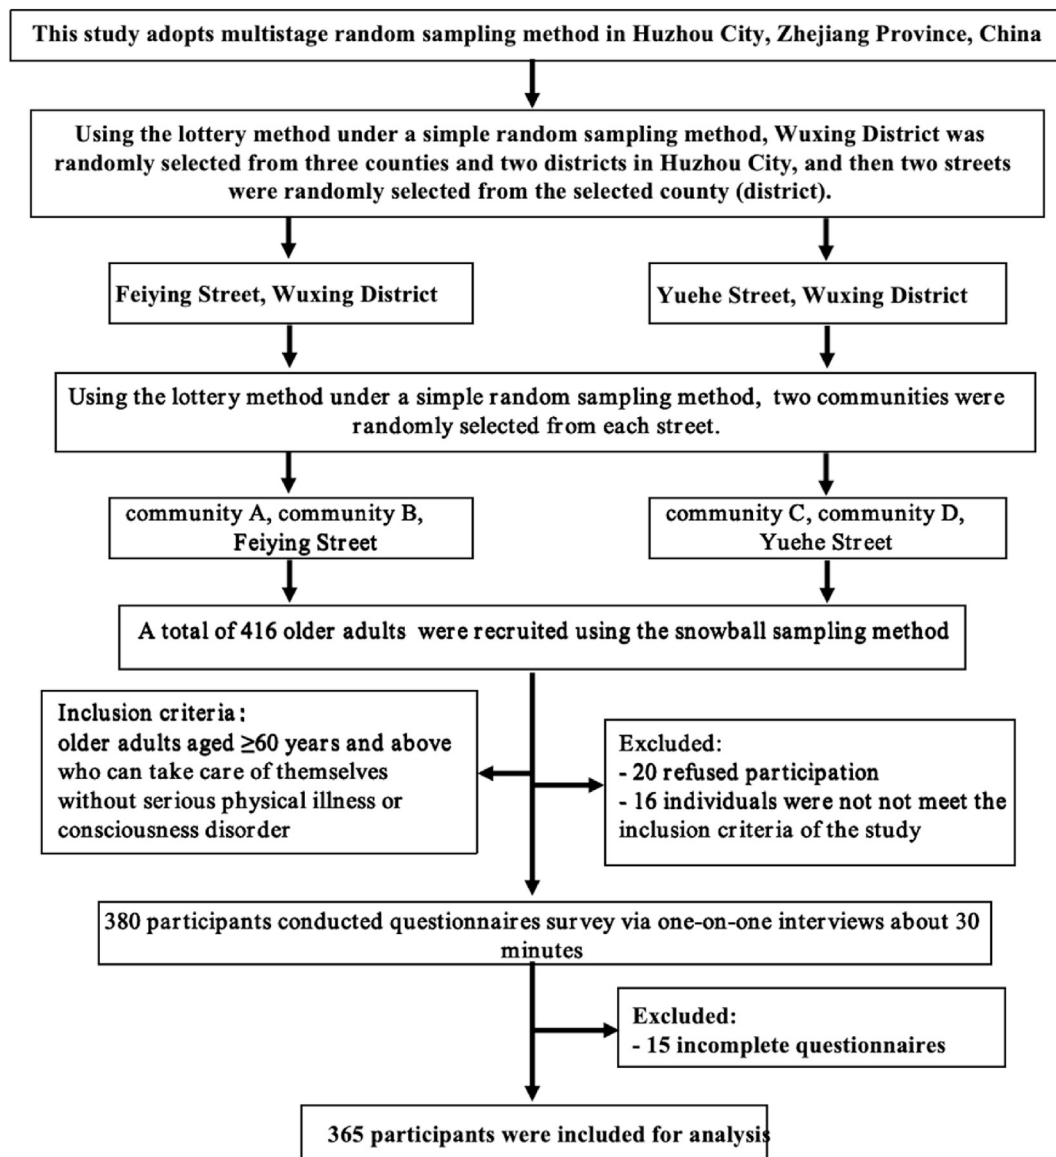 This study adopts multistage random sampling method in Huzhou City, Zhejiang Province, China
Using the lottery method under a simple random sampling method, Wuxing District was
randomly selected from three counties and two districts in Huzhou City, and then two streets
were randomly selected from the selected county (district).
Feiying Street, Wuxing District
Yuehe Street, Wuxing District
Using the lottery method under a simple random sampling method, two communities were
randomly selected from each street.
community A, community B,
Feiying Street
community C, community D,
Yuehe Street
A total of 416 older adults were recruited using the snowball sampling method
Inclusion criteria:
older adults aged ≥60 years and above
who can take care of themselves
without serious physical illness or
consciousness disorder
Excluded:
- 20 refused participation
- 16 individuals were not not meet the
inclusion criteria of the study
380 participants conducted questionnaires survey via one-on-one interviews about 30
minutes
Excluded:
- 15 incomplete questionnaires
365 participants were included for analysis